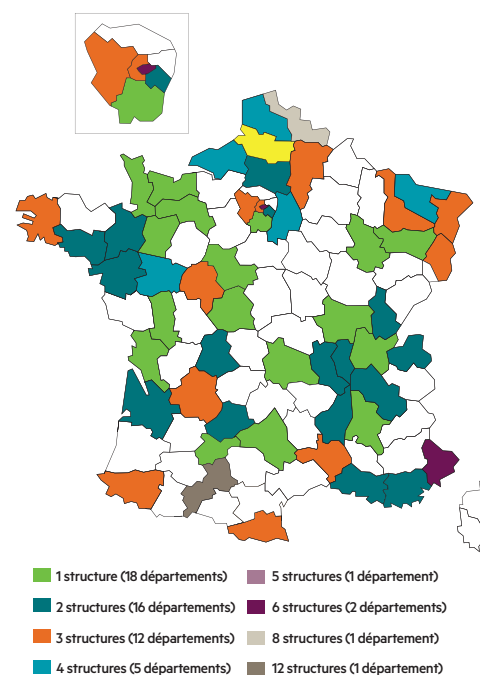 1 structure (18 départements)
2 structures (16 départements)
3 structures (12 départements)
4 structures (5 départements)
5 structures (1 département)
6 structures (2 départements)
8 structures (1 département)
12 structures (1 département)